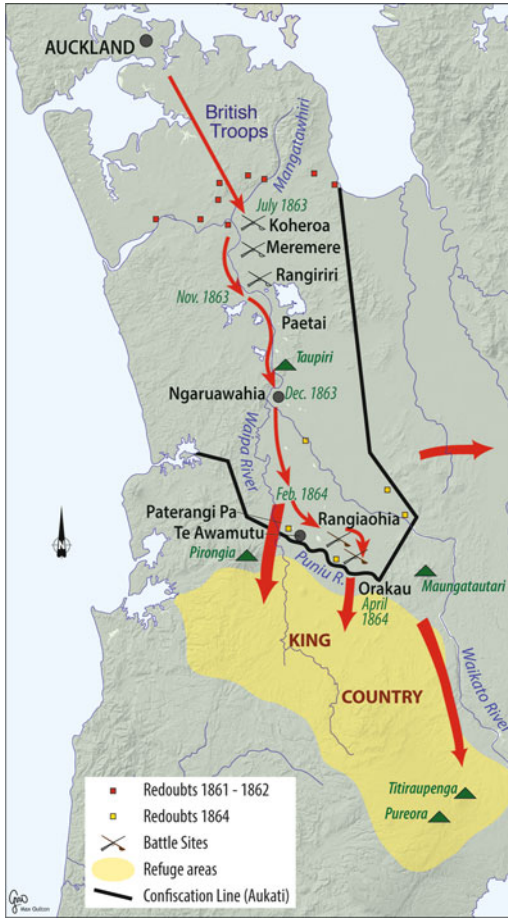 AUCKLAND
British
Troops
Mangatawhiri
July 1863
Koheroa
Meremere
Rangiriri
Nov. 1863
Paetai
Taupiri
Ngaruawahia
Dec. 1863
Waipa River
Feb. 1864
Paterangi Pa
Rangiaohia
Te Awamutu
Pirongia
Puniu R.
Orakau
Maungatautari
April
1864
KING
COUNTRY
Waikato River
N
Titiraupenga
Pureora
Redoubts 1861 - 1862
Redoubts 1864
Battle Sites
Refuge areas
Confiscation Line (Aukati)
Max Oulton